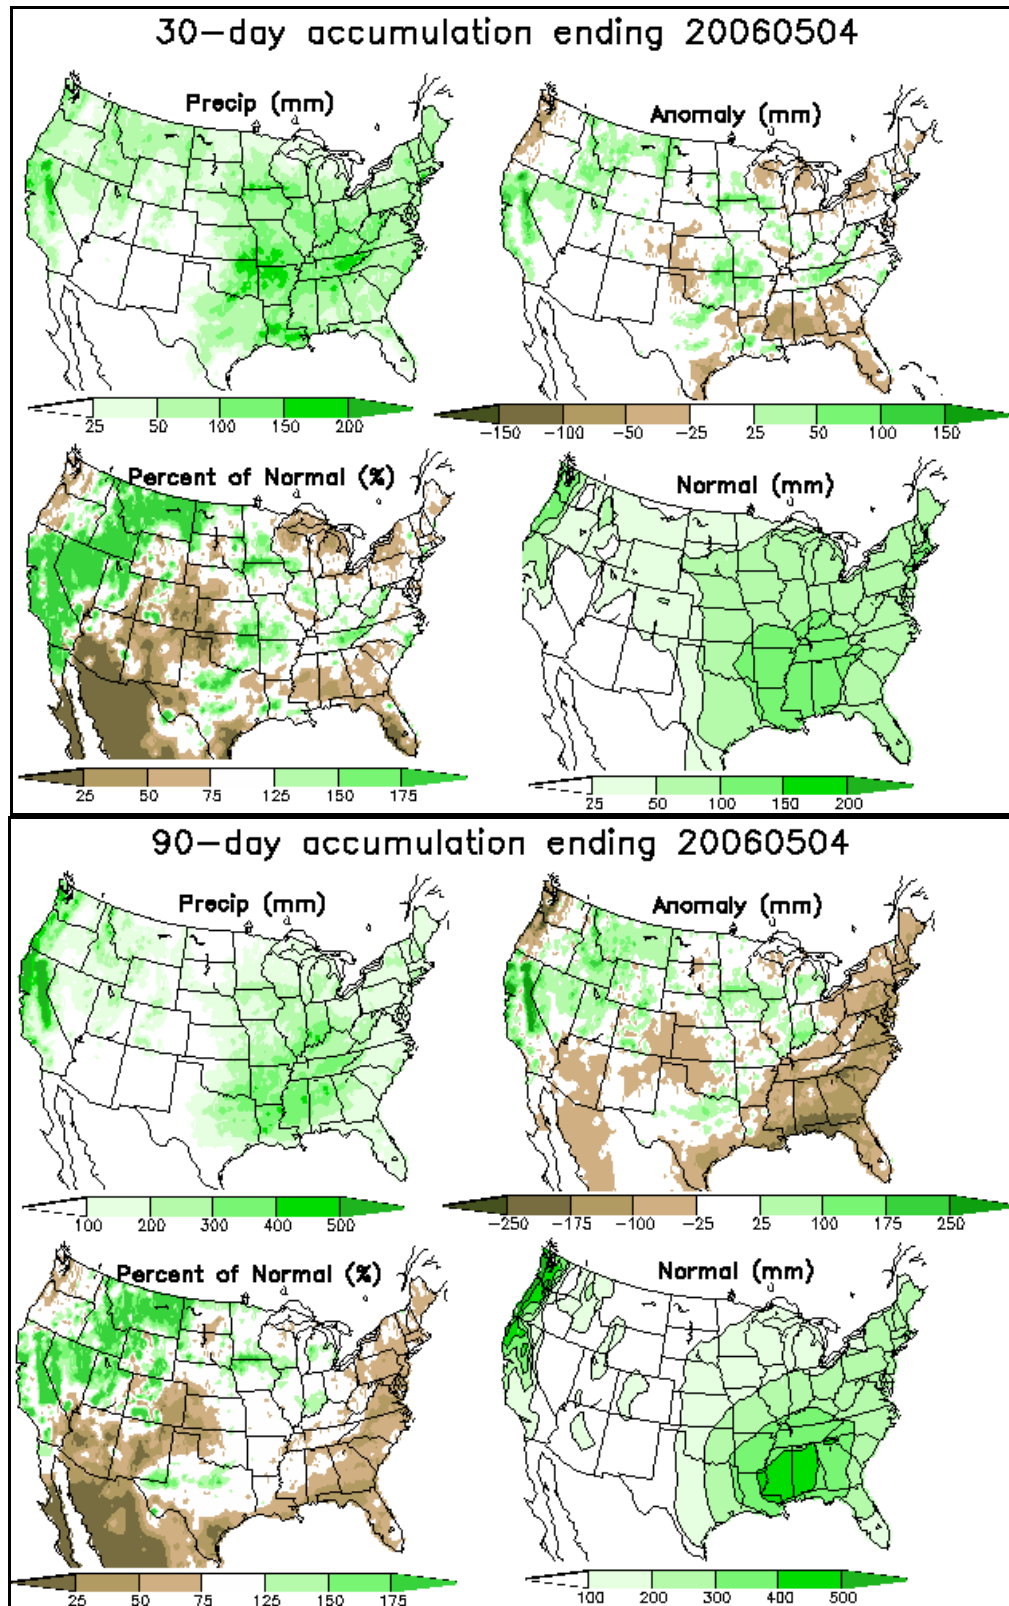 30-day accumulation ending 20060504
Precip (mm)
Anomaly (mm)
25 50 100 150 200
-150 -100 -50 -25 25 50 100 150
Percent of Normal (%)
Normal (mm)
25 50 75 125 150 175
25 50 100 150 200
90-day accumulation ending 20060504
Precip (mm)
Anomaly (mm)
100 200 300 400 500
-250 -175 -100 -25 25 100 175 250
Percent of Normal (%)
Normal (mm)
25 50 75 125 150 175
100 200 300 400 500